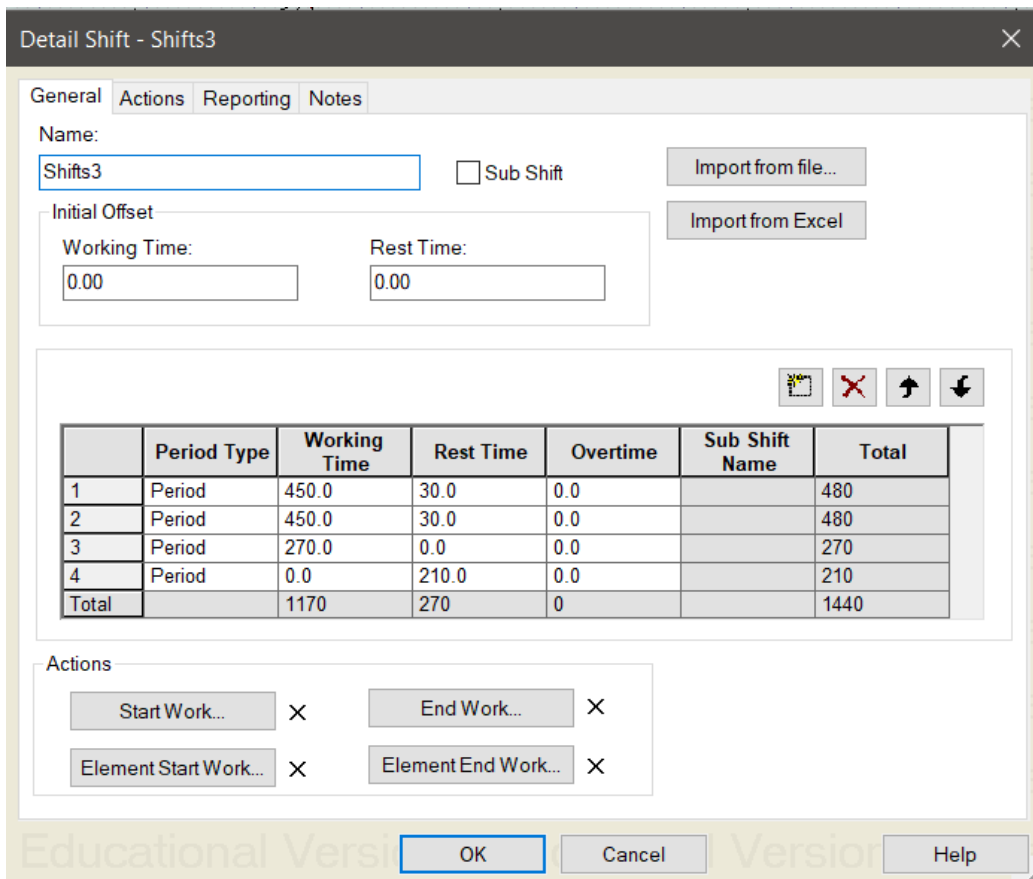 Detail Shift - Shifts3
General Actions Reporting Notes
Name:
Shifts3
Sub Shift
Import from file...
Initial Offset
Import from Excel
Working Time:
Rest Time:
0.00
0.00
Period Type Working Time Rest Time Overtime Sub Shift Name Total
1 Period 450.0 30.0 0.0 480
2 Period 450.0 30.0 0.0 480
3 Period 270.0 0.0 0.0 270
4 Period 0.0 210.0 0.0 210
Total 1170 270 0 1440
Actions
Start Work...
End Work...
Element Start Work...
Element End Work...
Educational Versi
OK
Cancel
Version
Help